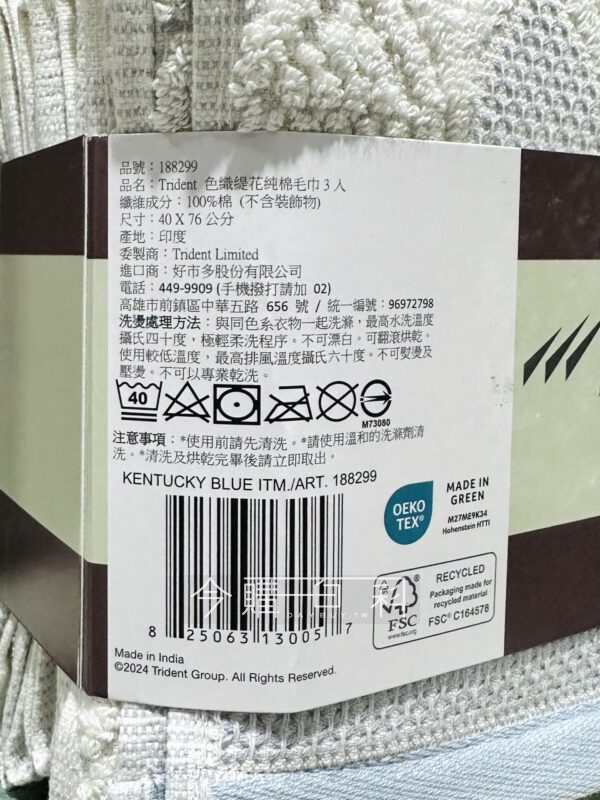 品號：188299
品名：Trident 色織緹花純棉毛巾 3 入
纖維成分：100%棉 (不含裝飾物)
尺寸：40 X 76 公分
產地：印度
委製商：Trident Limited
進口商：好市多股份有限公司
電話：449-9909 (手機撥打請加 02)
高雄市前鎮區中華五路 656 號 / 統一編號：96972798
洗燙處理方法：與同色系衣物一起洗滌，最高水洗溫度
攝氏四十度，極輕柔洗程序。不可漂白。可翻滾烘乾。
使用較低溫度，最高排風溫度攝氏六十度。不可熨燙及
壓燙。不可以專業乾洗。
40
M73080
注意事項：*使用前請先清洗。*請使用溫和的洗滌劑清
洗。*清洗及烘乾完畢後請立即取出。
KENTUCKY BLUE ITM./ART. 188299
OEKO
TEX®
MADE IN
GREEN
M27ME9K34
Hohenstein HTTI
8 25063 13005 7
今購一百科
FSC
www.fsc.org
RECYCLED
Packaging made for
recycled material
FSC® C164578
Made in India
©2024 Trident Group. All Rights Reserved.